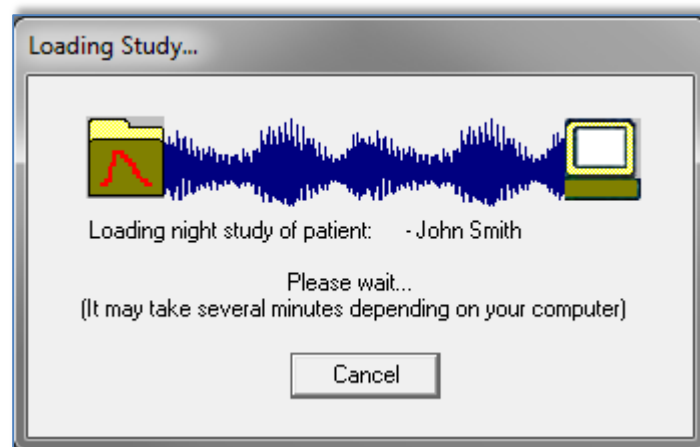 Loading Study...
Loading night study of patient: - John Smith
Please wait...
(It may take several minutes depending on your computer)
Cancel